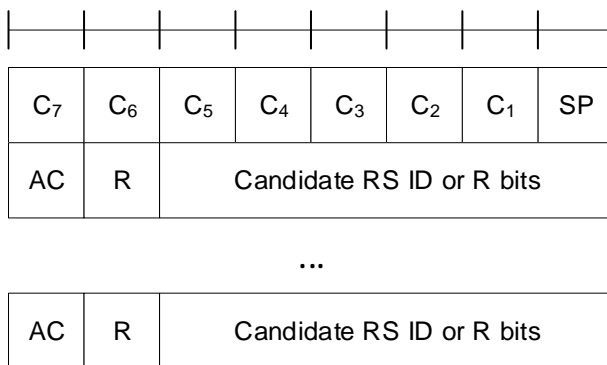 C₇ C₆ C₅ C₄ C₃ C₂ C₁ SP
AC R Candidate RS ID or R bits
...
AC R Candidate RS ID or R bits